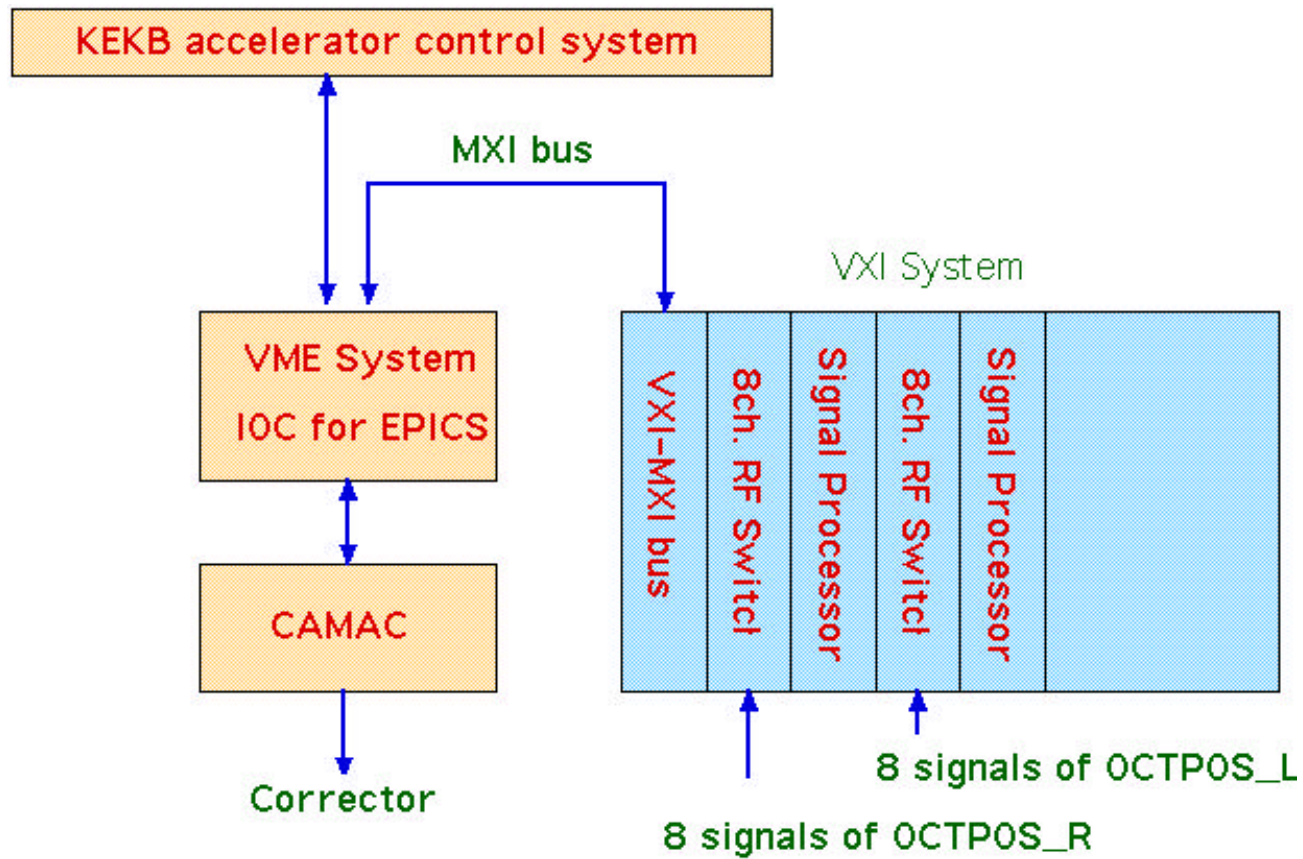 KEKB accelerator control system
MXI bus
VXI System
VME System
IOC for EPICS
VXI-MXI bus
8ch. RF Switcl
Signal Processor
8ch. RF Switcl
Signal Processor
CAMAC
Corrector
8 signals of OCTPOS_L
8 signals of OCTPOS_R